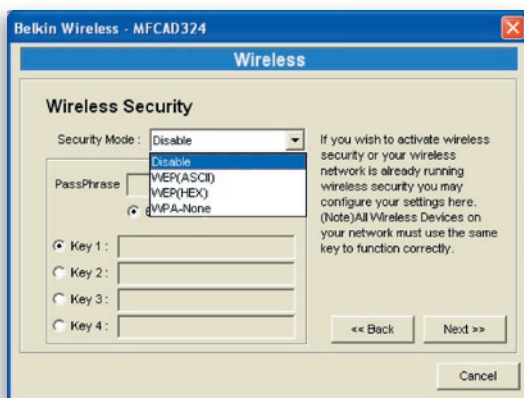 Belkin Wireless - MFCAD324
Wireless
Wireless Security
Security Mode : Disable
Disable
WEP(ASCII)
WEP(HEX)
WPA-None
PassPhrase
Key 1 :
Key 2 :
Key 3 :
Key 4 :
If you wish to activate wireless
security or your wireless
network is already running
wireless security you may
configure your settings here.
(Note)All Wireless Devices on
your network must use the same
key to function correctly.
<< Back
Next >>
Cancel